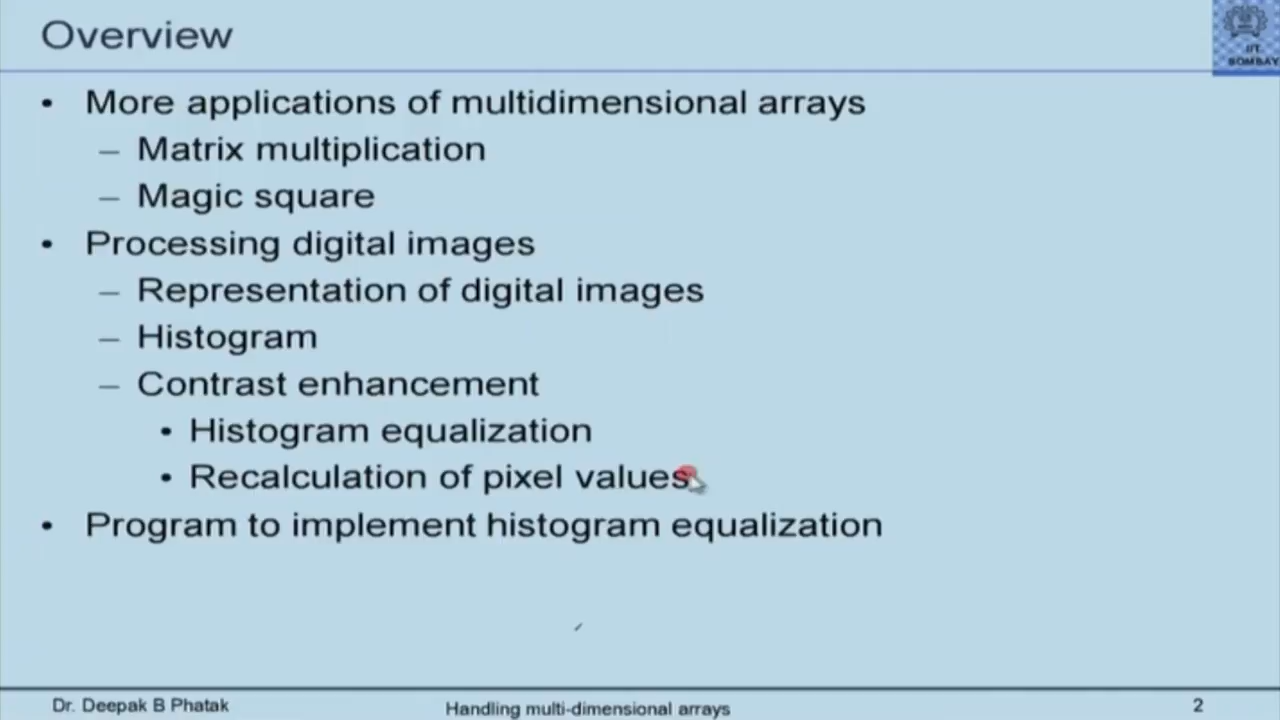 Overview
IIT
BOMBAY
• More applications of multidimensional arrays
– Matrix multiplication
– Magic square
• Processing digital images
– Representation of digital images
– Histogram
– Contrast enhancement
• Histogram equalization
• Recalculation of pixel values
• Program to implement histogram equalization
Dr. Deepak B Phatak
Handling multi-dimensional arrays
2